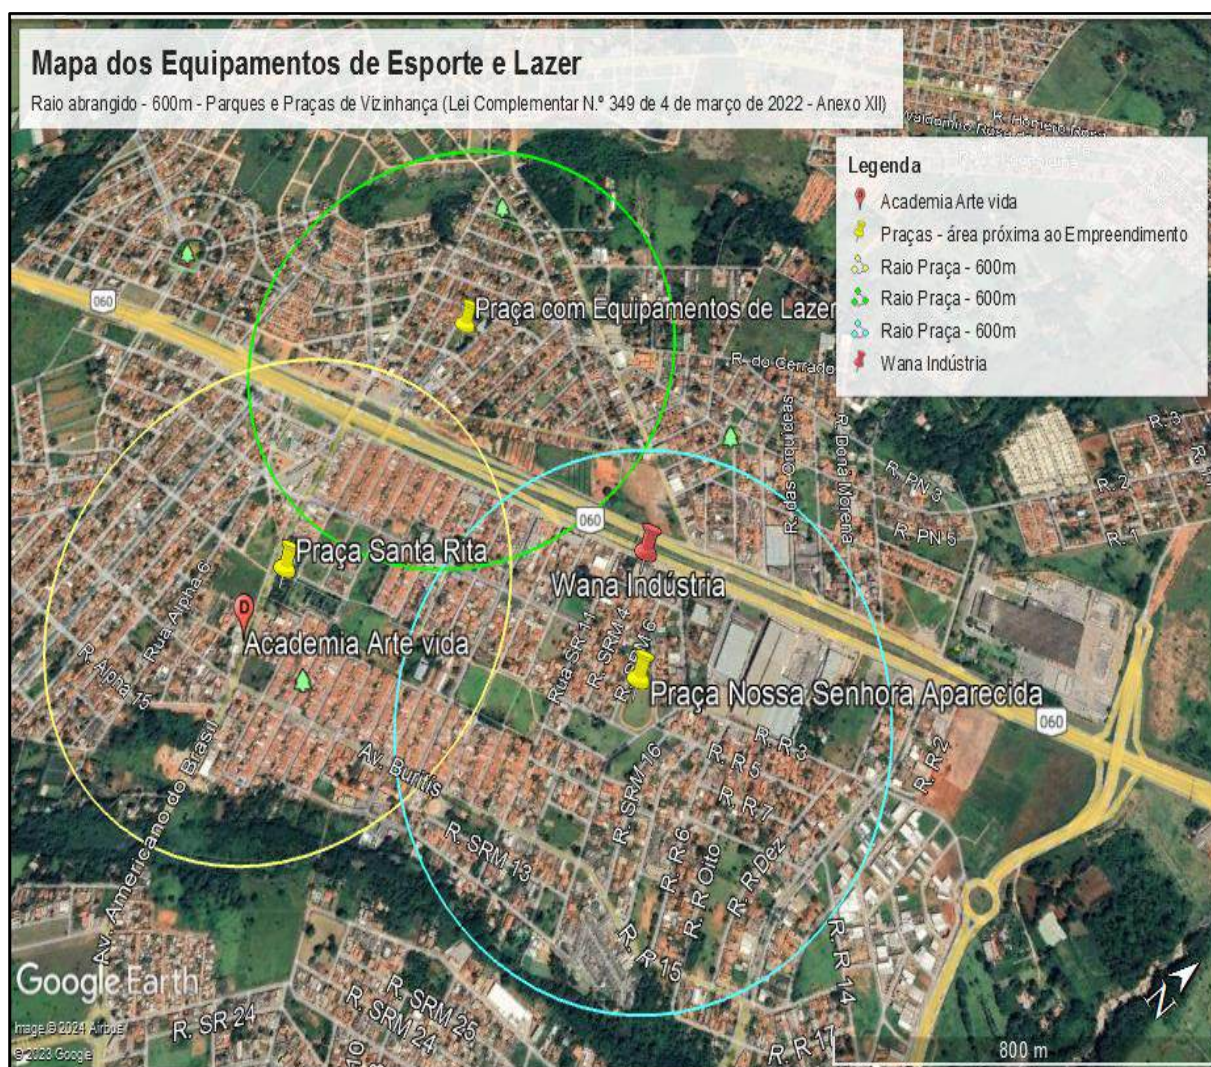 Mapa dos Equipamentos de Esporte e Lazer
Raio abrangido - 600m - Parques e Praças de Vizinhança (Lei Complementar N.º 349 de 4 de março de 2022 - Anexo XII)
R. Homero
Legenda
Academia Arte vida
Praças - área próxima ao Empreendimento
Raio Praça - 600m
Raio Praça - 600m
Raio Praça - 600m
Wana Indústria
060
Praça com Equipamentos de Lazer
R. do Cerrado
R. das Orquídeas
R. Dona Morena
R. 3
R. PN 3
R. 2
R. 1
R. PN 5
060
Praça Santa Rita
Wana Indústria
Rua Alpha 6
D
Academia Arte vida
Rua SR 11
R. SRM 4
R. SRM 6
R. Alpha 15
Praça Nossa Senhora Aparecida
060
R. R 3
R. R 5
R. R 2
Av. Buritis
Av. Americano do Brasil
R. SRM 16
R. R 7
R. SRM 13
R. R 6
R. R Oito
R. R Dez
R. R 15
R. R 14
Google Earth
R. SRM 25
R. SRM 24
R. SR 24
Image © 2024 Airbus
© 2023 Google
10
R. R 17
N
800 m